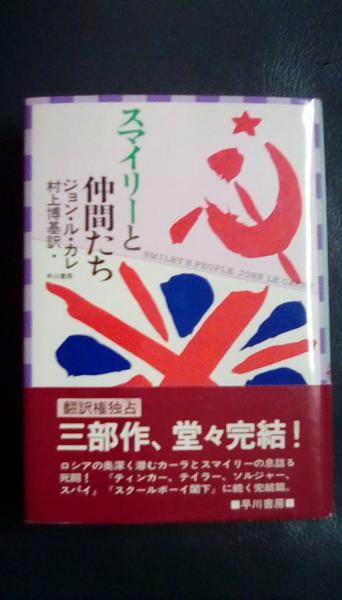 スマイリーと
仲間たち
ジョン・ル・カレ
村上博基訳・
早川書房
SMILEY'S PEOPLE JOHN LE CARRÉ
翻訳権独占
三部作、堂々完結!
ロシアの奥深く潜むカーラとスマイリーの息詰る
死闘! 『ティンカー、テイラー、ソルジャー、
スパイ』『スクールボーイ閣下』に続く完結篇。
■早川書房■